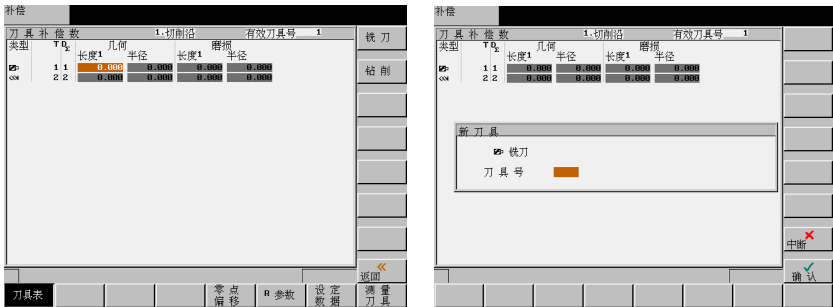 补偿
刀具补偿数 1.切削沿 有效刀具号 1
类型 T D 几何 磨损
长度1 半径 长度1 半径
1 1 0.000 0.000 0.000 0.000
2 2 0.000 0.000 0.000 0.000
铣刀
钻削
返回
刀具表 零点偏移 R 参数 设定数据 测量刀具
补偿
刀具补偿数 1.切削沿 有效刀具号 1
类型 T D 几何 磨损
长度1 半径 长度1 半径
1 1 0.000 0.000 0.000 0.000
2 2 0.000 0.000 0.000 0.000
新刀具
铣刀
刀具号
中断
确认